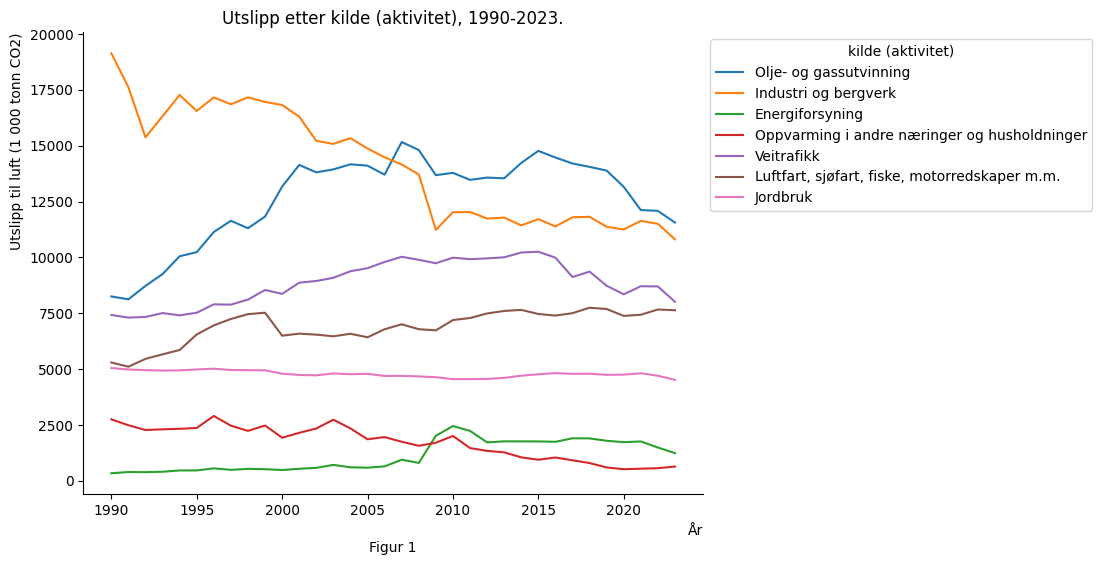 Utslipp etter kilde (aktivitet), 1990-2023.
Utslipp til luft (1 000 tonn CO2)
20000
17500
15000
12500
10000
7500
5000
2500
0
1990 1995 2000 2005 2010 2015 2020
År
Figur 1
kilde (aktivitet)
Olje- og gassutvinning
Industri og bergverk
Energiforsyning
Oppvarming i andre næringer og husholdninger
Veitrafikk
Luftfart, sjøfart, fiske, motorredskaper m.m.
Jordbruk